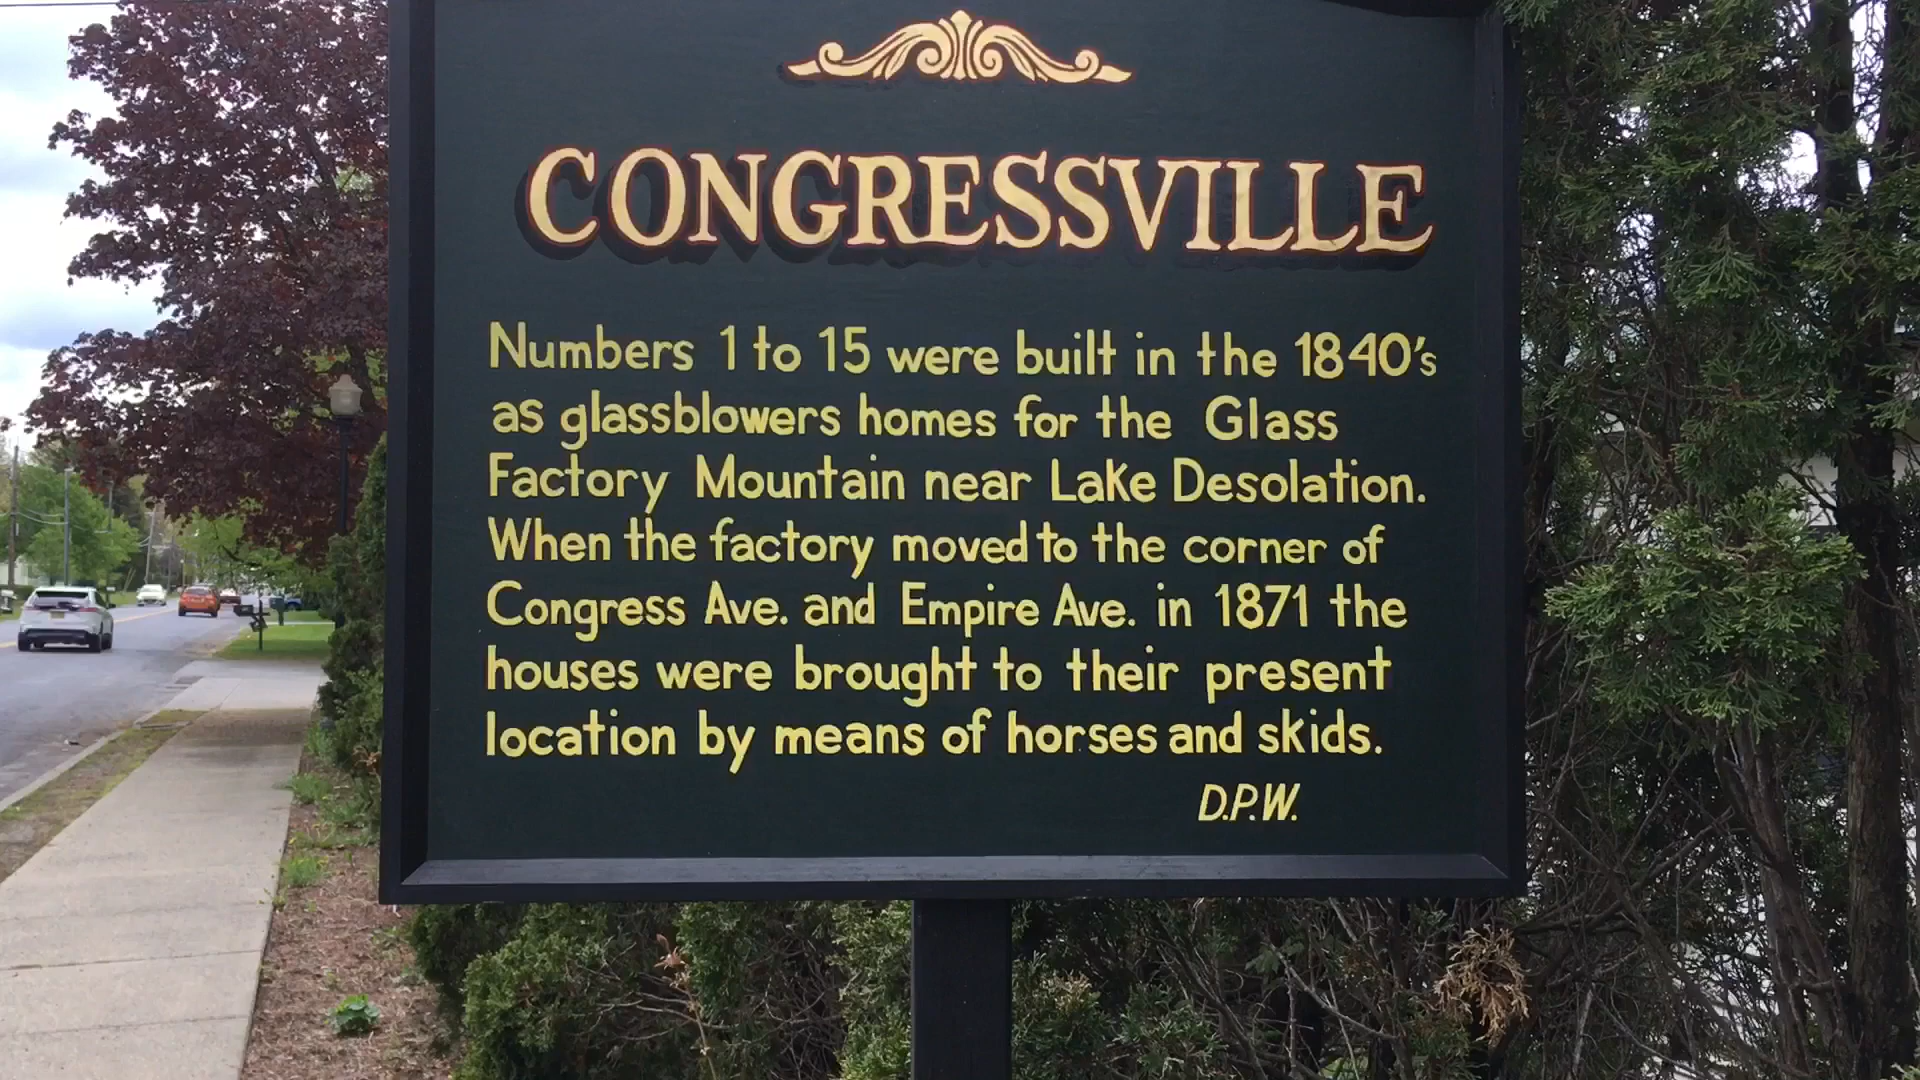 CONGRESSVILLE
Numbers 1 to 15 were built in the 1840's
as glassblowers homes for the Glass
Factory Mountain near Lake Desolation.
When the factory moved to the corner of
Congress Ave. and Empire Ave. in 1871 the
houses were brought to their present
location by means of horses and skids.
D.P.W.